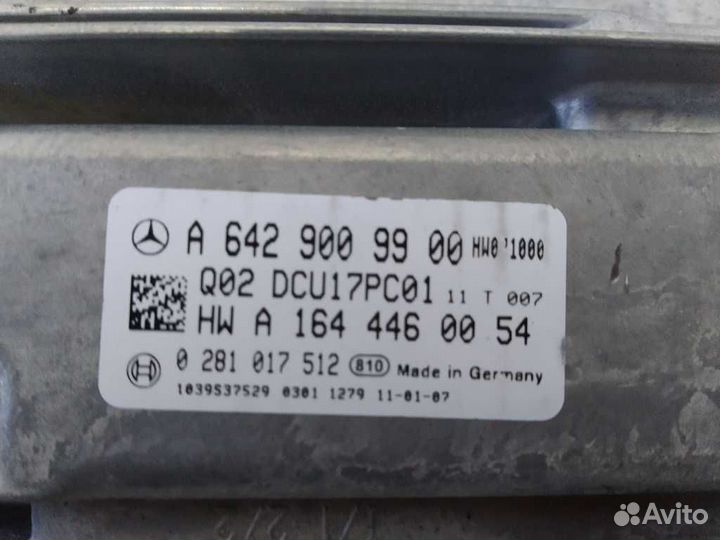 A 642 900 99 00 HW0'1000
Q02 DCU17PC01 11 T 007
HW A 164 446 00 54
0 281 017 512 810 Made in Germany
1039S37529 0301 1279 11-01-07
Avito